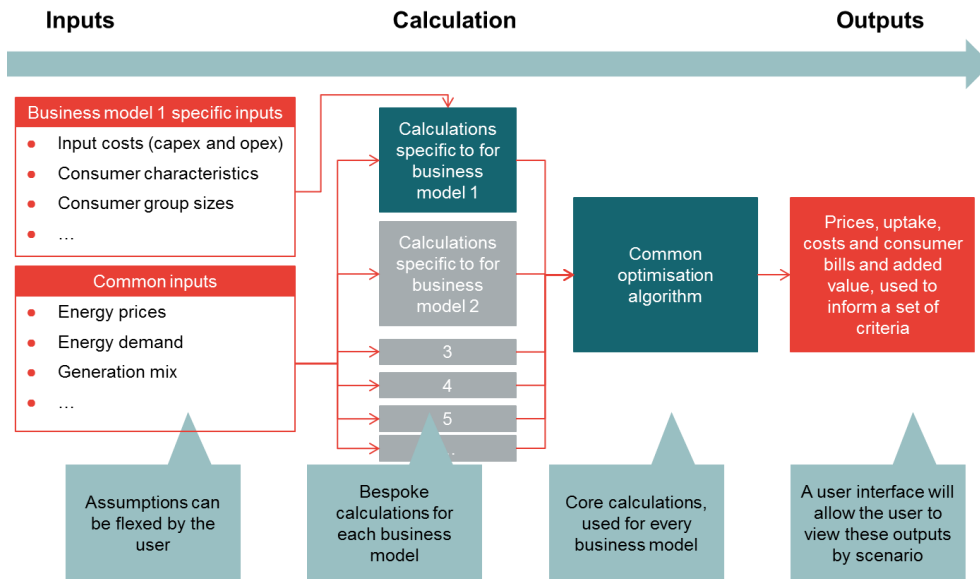 Inputs
Calculation
Outputs
Business model 1 specific inputs
Input costs (capex and opex)
Consumer characteristics
Consumer group sizes
…
Common inputs
Energy prices
Energy demand
Generation mix
…
Calculations
specific to for
business
model 1
Calculations
specific to for
business
model 2
3
4
5
Common
optimisation
algorithm
Prices, uptake,
costs and consumer
bills and added
value, used to
inform a set of
criteria
Assumptions can
be flexed by the
user
Bespoke
calculations for
each business
model
Core calculations,
used for every
business model
A user interface will
allow the user to
view these outputs
by scenario